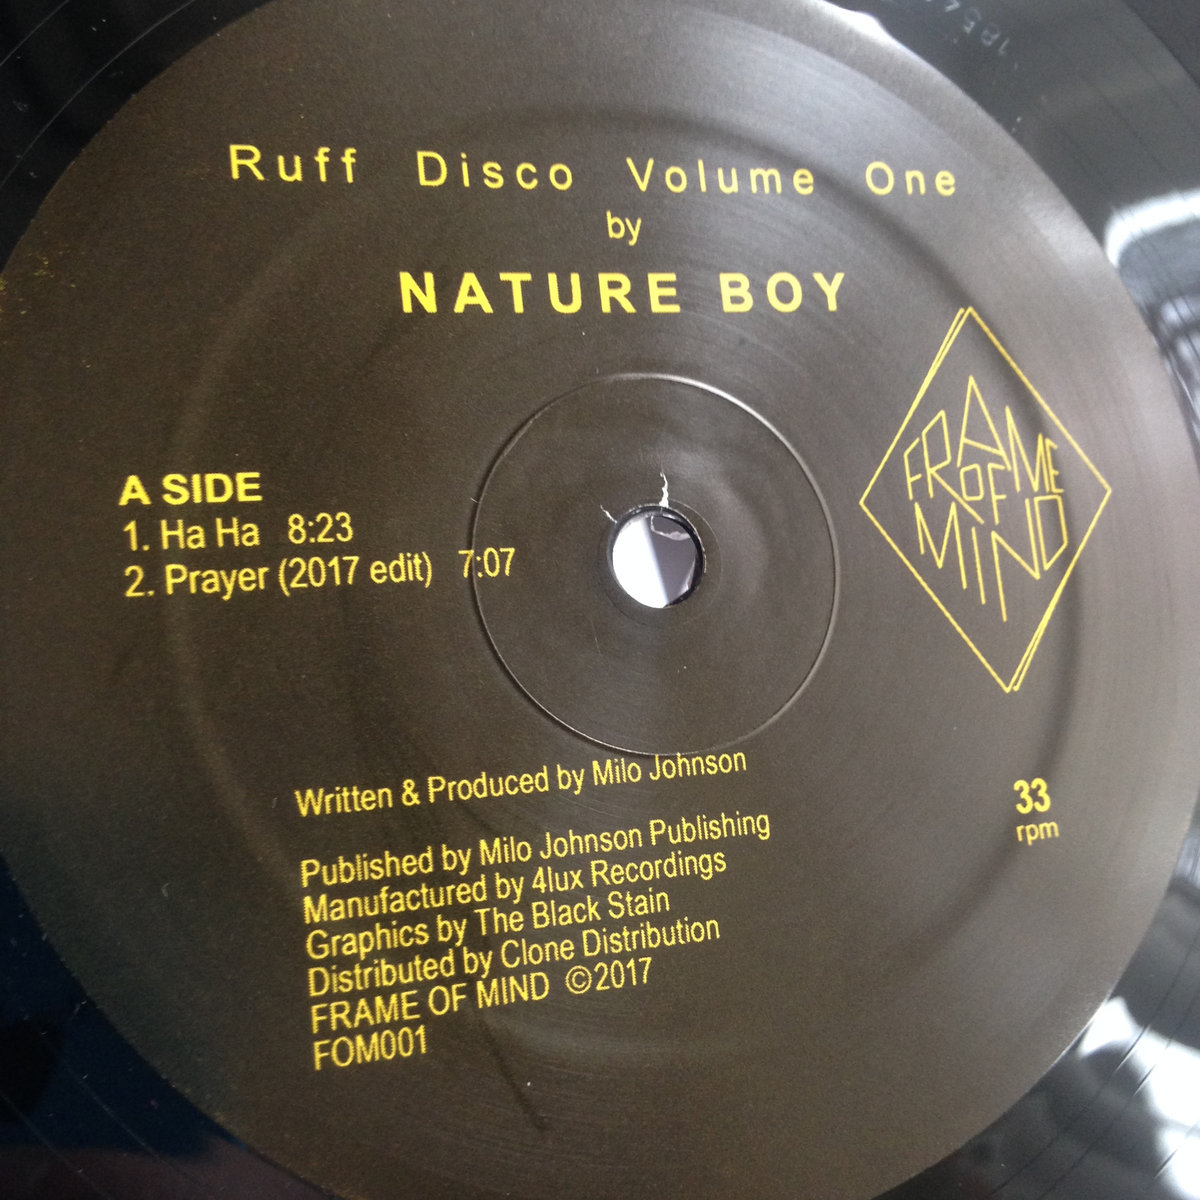 Ruff Disco Volume One
by
NATURE BOY
FRAME
OF
MIND
A SIDE
1. Ha Ha 8:23
2. Prayer (2017 edit) 7:07
Written & Produced by Milo Johnson
33
rpm
Published by Milo Johnson Publishing
Manufactured by 4lux Recordings
Graphics by The Black Stain
Distributed by Clone Distribution
FRAME OF MIND ©2017
FOM001